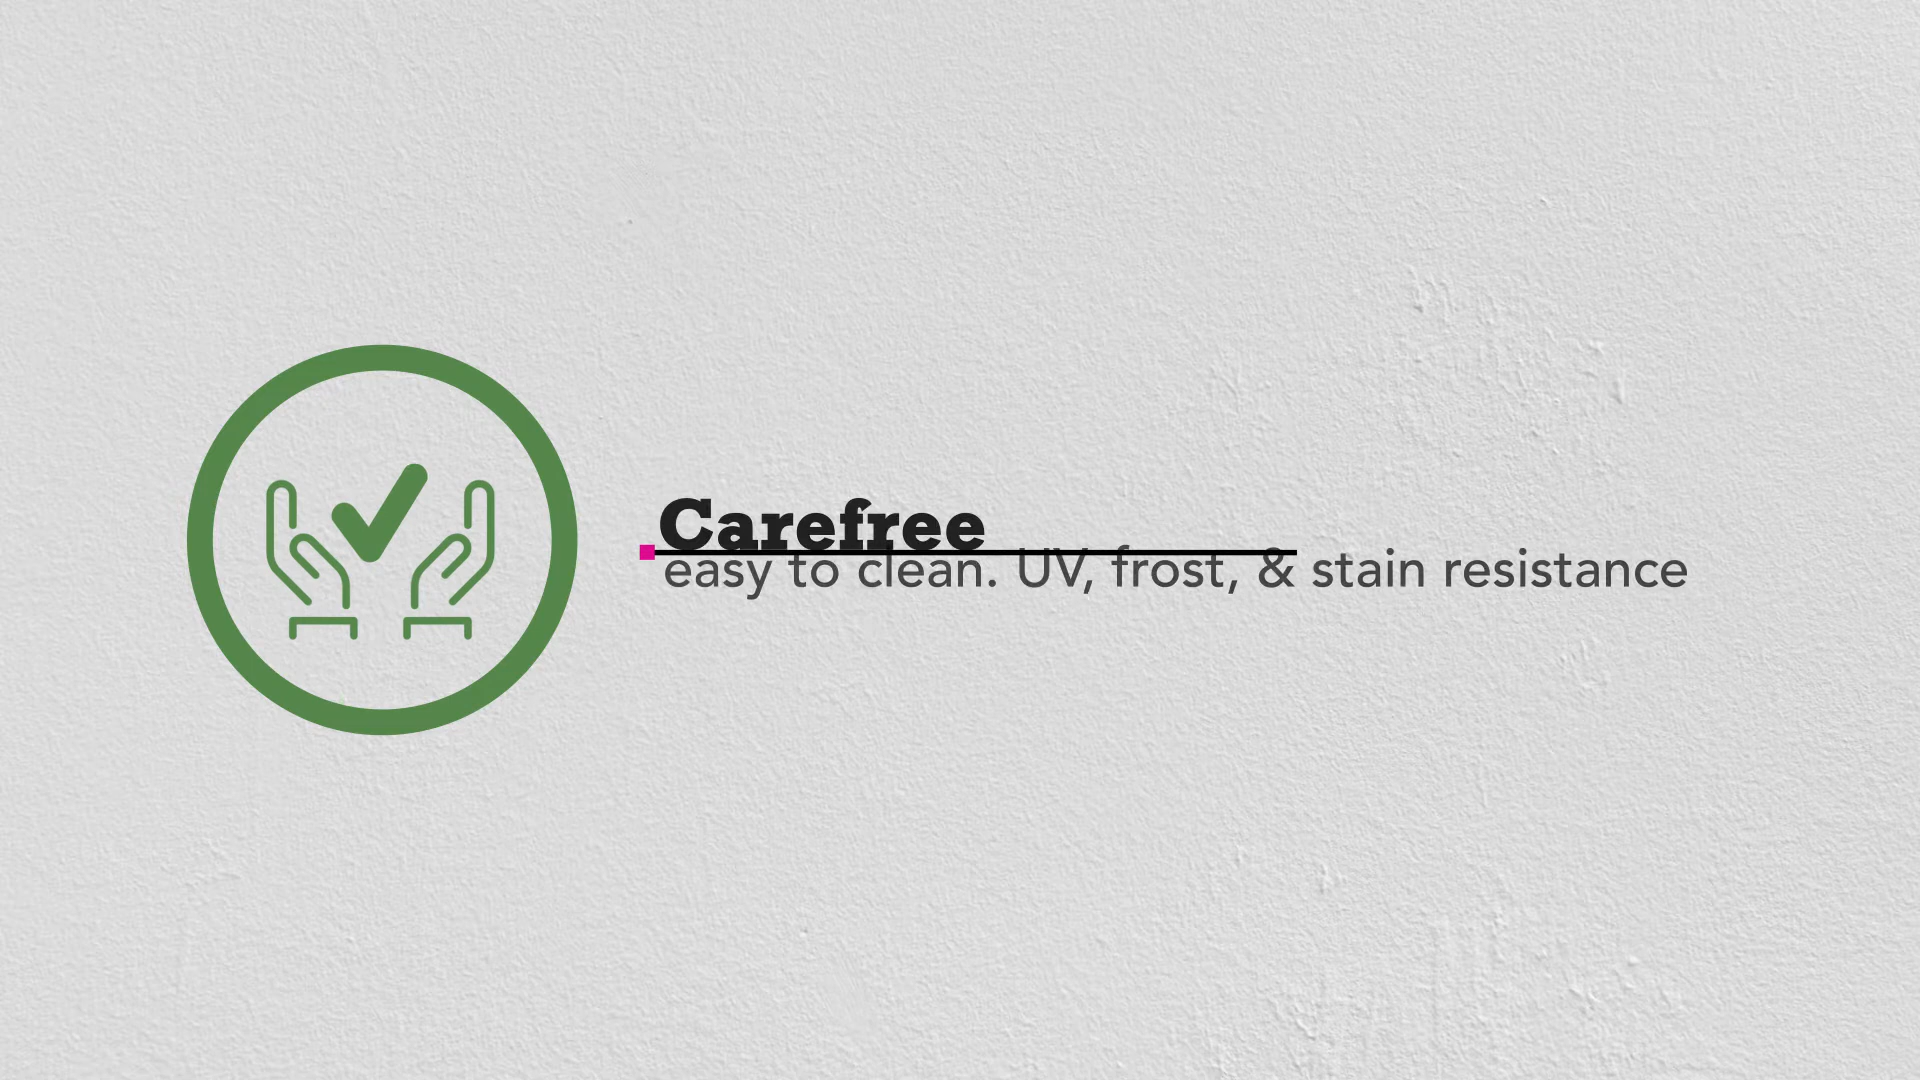 Carefree
easy to clean. UV, frost, & stain resistance